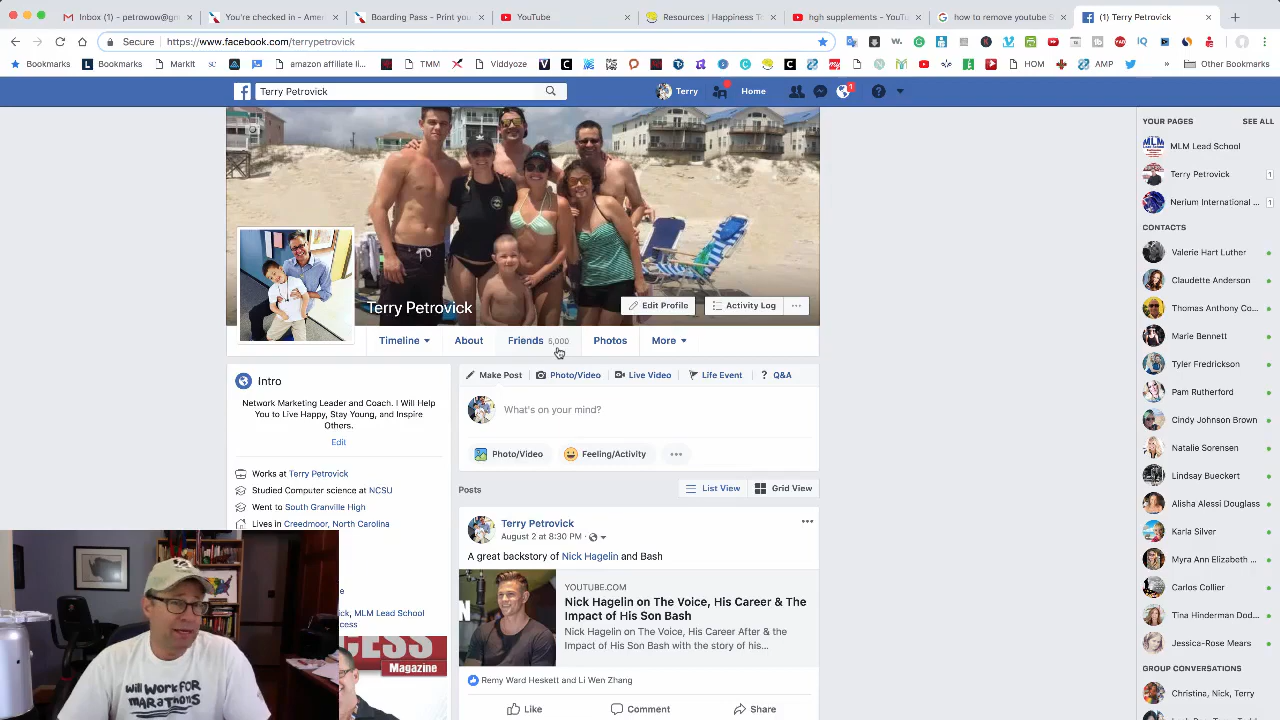 Inbox (1) - petrowow@gm
You're checked in - Amer
Boarding Pass - Print you
YouTube
Resources | Happiness T
hgh supplements - YouT
how to remove youtube S
(1) Terry Petrovick
Secure
https://www.facebook.com/terrypetrovick
Bookmarks
Bookmarks
MarkIt
amazon affiliate li
TMM
Viddyoze
HOM
AMP
Other Bookmarks
Terry Petrovick
Terry
Home
1
Terry Petrovick
Edit Profile
Activity Log
Timeline
About
Friends 5,000
Photos
More
Intro
Network Marketing Leader and Coach. I Will Help
You to Live Happy, Stay Young, and Inspire
Others.
Edit
Works at Terry Petrovick
Studied Computer science at NCSU
Went to South Granville High
Lives in Creedmoor, North Carolina
MLM Lead School
CESS
Magazine
WILL WORK FOR
MARATHONS
Make Post
Photo/Video
Live Video
Life Event
Q&A
What's on your mind?
Photo/Video
Feeling/Activity
Posts
List View
Grid View
Terry Petrovick
August 2 at 8:30 PM
A great backstory of Nick Hagelin and Bash
YOUTUBE.COM
Nick Hagelin on The Voice, His Career & The
Impact of His Son Bash
Nick Hagelin on The Voice, His Career After & the
Impact of His Son Bash with the story of his...
Remy Ward Heskett and Li Wen Zhang
Like
Comment
Share
YOUR PAGES
SEE ALL
MLM Lead School
Terry Petrovick
1
Nerium International ...
1
CONTACTS
Valerie Hart Luther
Claudette Anderson
Thomas Anthony Co...
Marie Bennett
Tyler Fredrickson
Pam Rutherford
Cindy Johnson Brown
Natalie Sorensen
Lindsay Buehlert
Alisha Alessi Douglass
Karla Silver
Myra Ann Elizabeth ...
Carlos Collier
Tina Hinderman Dod...
Jessica-Rose Mears
GROUP CONVERSATIONS
Christina, Nick, Terry